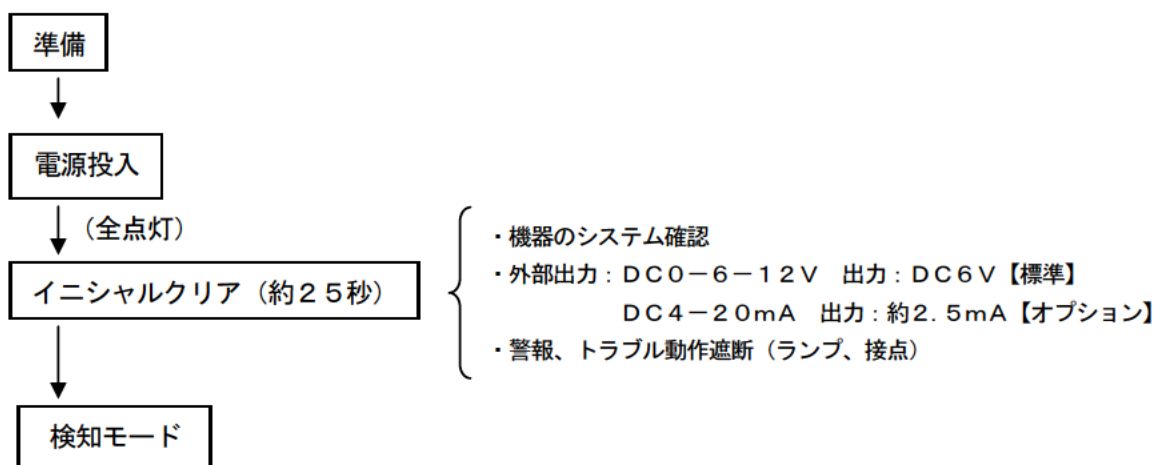 準備
電源投入
（全点灯）
イニシャルクリア（約２５秒）
・機器のシステム確認
・外部出力：ＤＣ０－６－１２Ｖ　出力：ＤＣ６Ｖ【標準】
ＤＣ４－２０ｍＡ　出力：約２．５ｍＡ【オプション】
・警報、トラブル動作遮断（ランプ、接点）
検知モード